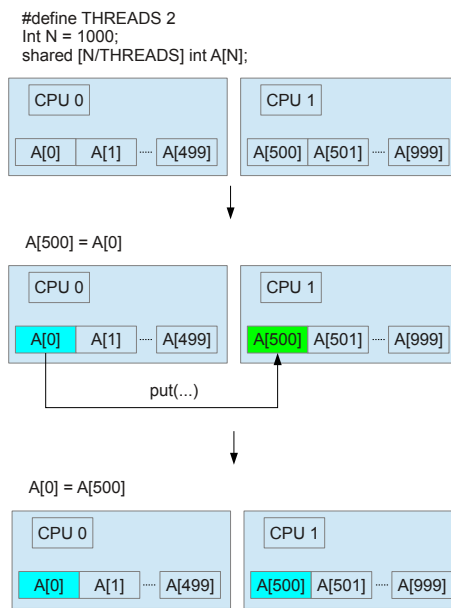 #define THREADS 2
Int N = 1000;
shared [N/THREADS] int A[N];
CPU 0 CPU 1
A[0] A[1] ..... A[499] A[500] A[501] ..... A[999]
A[500] = A[0]
CPU 0 CPU 1
A[0] A[1] ..... A[499] A[500] A[501] ..... A[999]
put(...)
A[0] = A[500]
CPU 0 CPU 1
A[0] A[1] ..... A[499] A[500] A[501] ..... A[999]